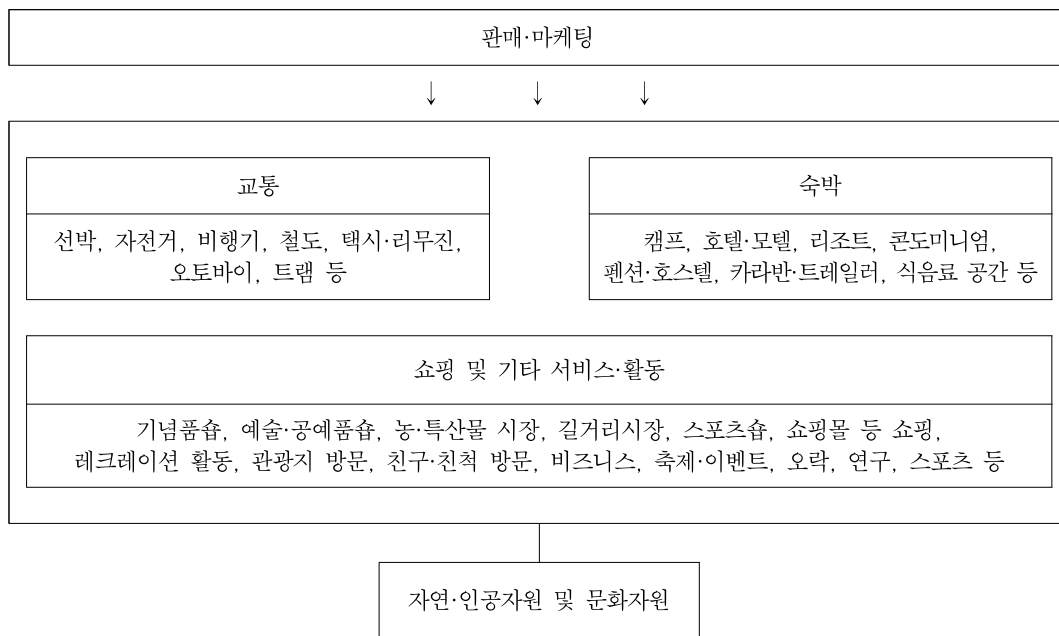 판매·마케팅
↓ ↓ ↓
교통
선박, 자전거, 비행기, 철도, 택시·리무진,
오토바이, 트램 등
숙박
캠프, 호텔·모텔, 리조트, 콘도미니엄,
펜션·호스텔, 카라반·트레일러, 식음료 공간 등
쇼핑 및 기타 서비스·활동
기념품숍, 예술·공예품숍, 농·특산물 시장, 길거리시장, 스포츠숍, 쇼핑몰 등 쇼핑,
레크레이션 활동, 관광지 방문, 친구·친척 방문, 비즈니스, 축제·이벤트, 오락, 연구, 스포츠 등
자연·인공자원 및 문화자원